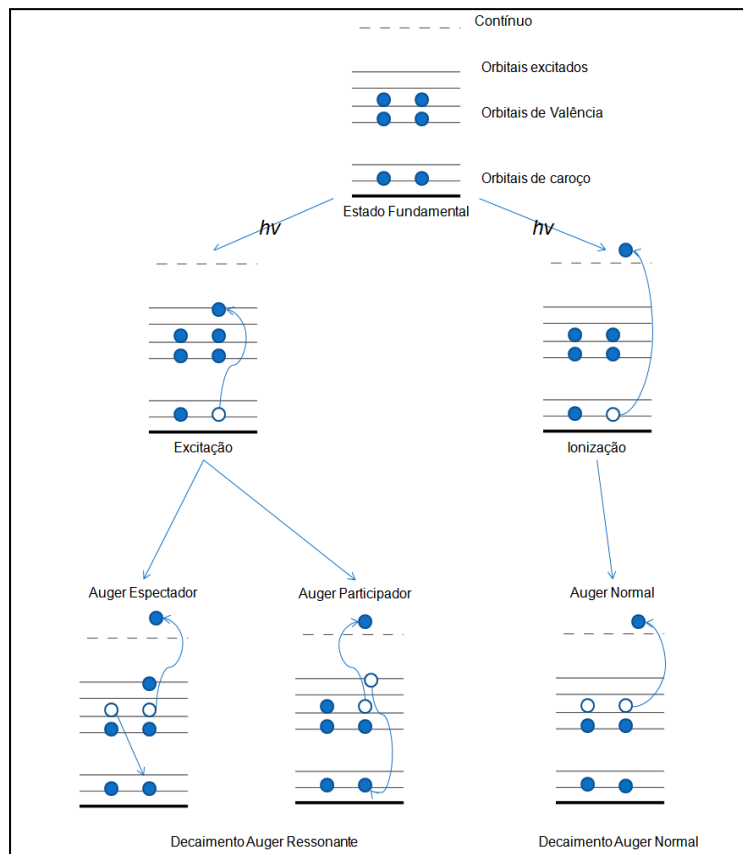 Contínuo
Orbitais excitados
Orbitais de Valência
Orbitais de caroço
Estado Fundamental
hv
hv
Excitação
Ionização
Auger Espectador
Auger Participador
Auger Normal
Decaimento Auger Ressonante
Decaimento Auger Normal